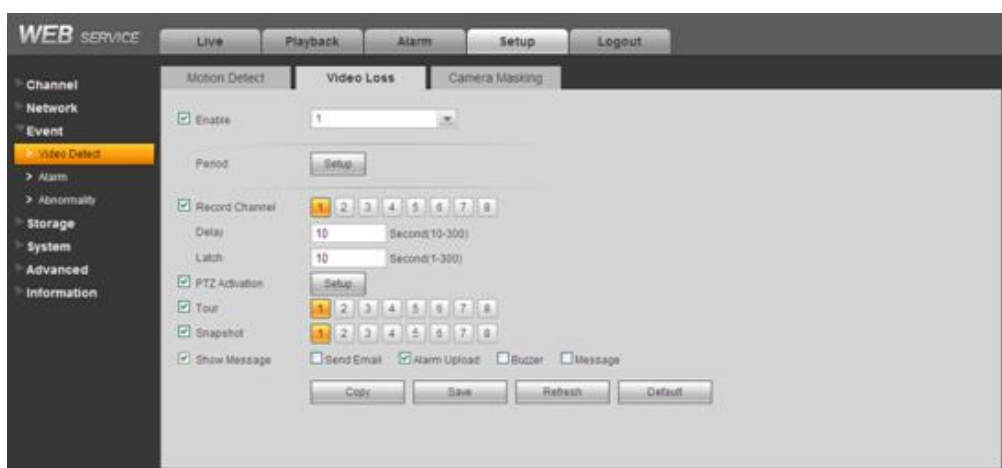 WEB SERVICE
Live Playback Alarm Setup Logout
Channel
Network
Event
> Video Detect
> Alarm
> Abnormality
Storage
System
Advanced
Information
Motion Detect Video Loss Camera Masking
Enable 1
Period Setup
Record Channel 1 2 3 4 5 6 7 8
Delay 10 Second(10-300)
Latch 10 Second(1-300)
PTZ Activation Setup
Tour 1 2 3 4 5 6 7 8
Snapshot 1 2 3 4 5 6 7 8
Show Message Send Email Alarm Upload Buzzer Message
Copy Save Refresh Default